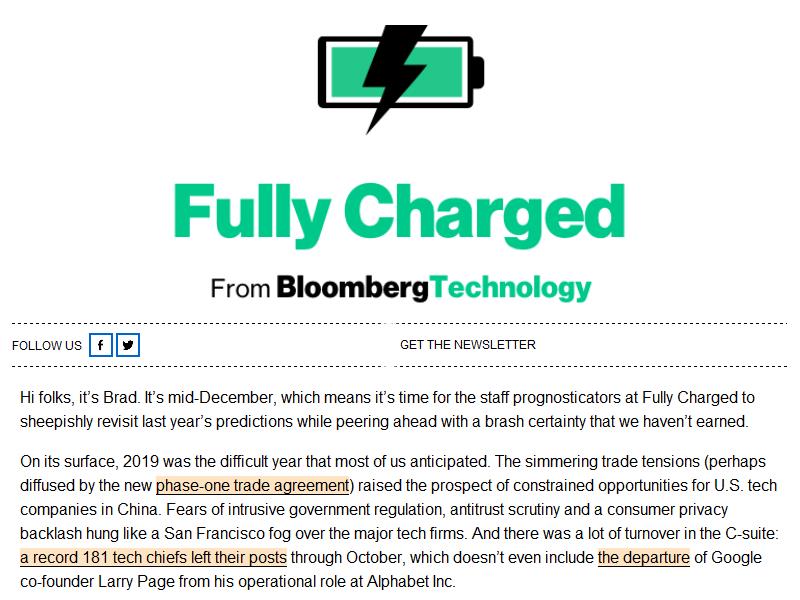 Fully Charged
From BloombergTechnology
FOLLOW US
GET THE NEWSLETTER
Hi folks, it’s Brad. It’s mid-December, which means it’s time for the staff prognosticators at Fully Charged to
sheepishly revisit last year’s predictions while peering ahead with a brash certainty that we haven’t earned.
On its surface, 2019 was the difficult year that most of us anticipated. The simmering trade tensions (perhaps
diffused by the new phase-one trade agreement) raised the prospect of constrained opportunities for U.S. tech
companies in China. Fears of intrusive government regulation, antitrust scrutiny and a consumer privacy
backlash hung like a San Francisco fog over the major tech firms. And there was a lot of turnover in the C-suite:
a record 181 tech chiefs left their posts through October, which doesn’t even include the departure of Google
co-founder Larry Page from his operational role at Alphabet Inc.